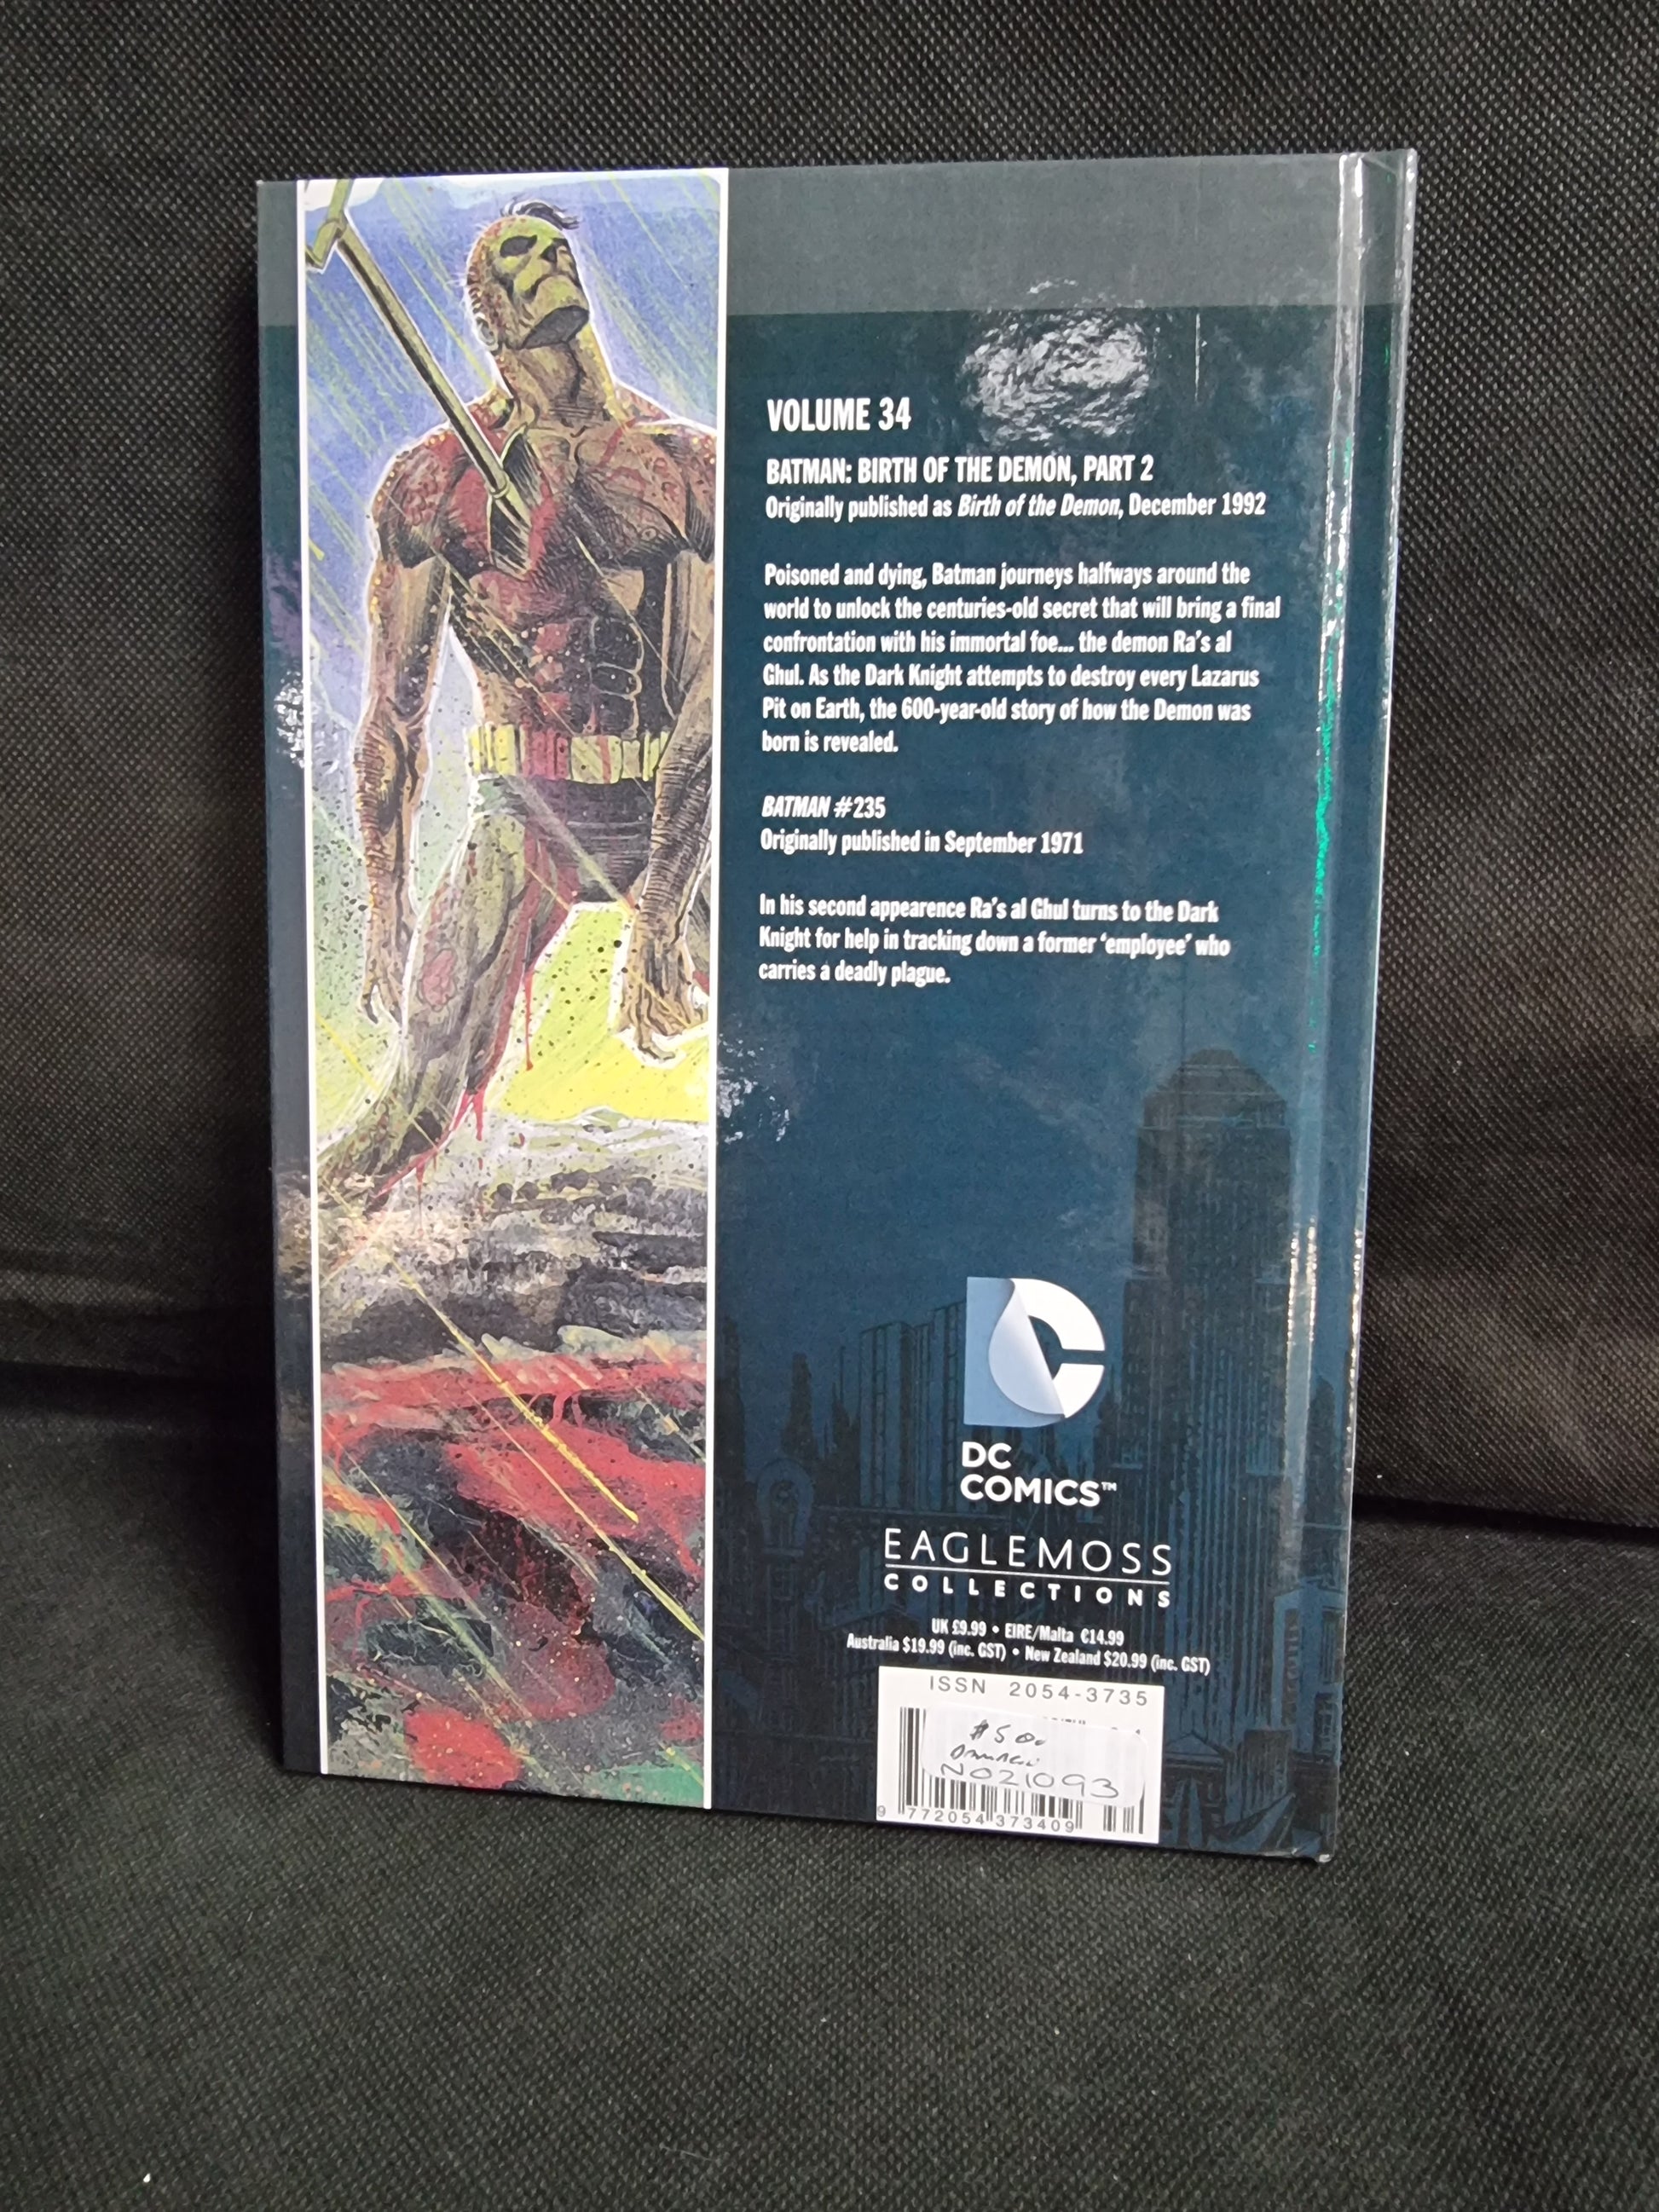 VOLUME 34
BATMAN: BIRTH OF THE DEMON, PART 2
Originally published as Birth of the Demon, December 1992
Poisoned and dying, Batman journeys halfways around the
world to unlock the centuries-old secret that will bring a final
confrontation with his immortal foe... the demon Ra's al
Ghul. As the Dark Knight attempts to destroy every Lazarus
Pit on Earth, the 600-year-old story of how the Demon was
born is revealed.
BATMAN #235
Originally published in September 1971
In his second appearence Ra's al Ghul turns to the Dark
Knight for help in tracking down a former 'employee' who
carries a deadly plague.
DC
COMICS™
EAGLEMOSS
COLLECTIONS
UK £9.99 • EIRE/Malta €14.99
Australia $19.99 (inc. GST) • New Zealand $20.99 (inc. GST)
ISSN 2054-3735
NO21093
9 772054 373409